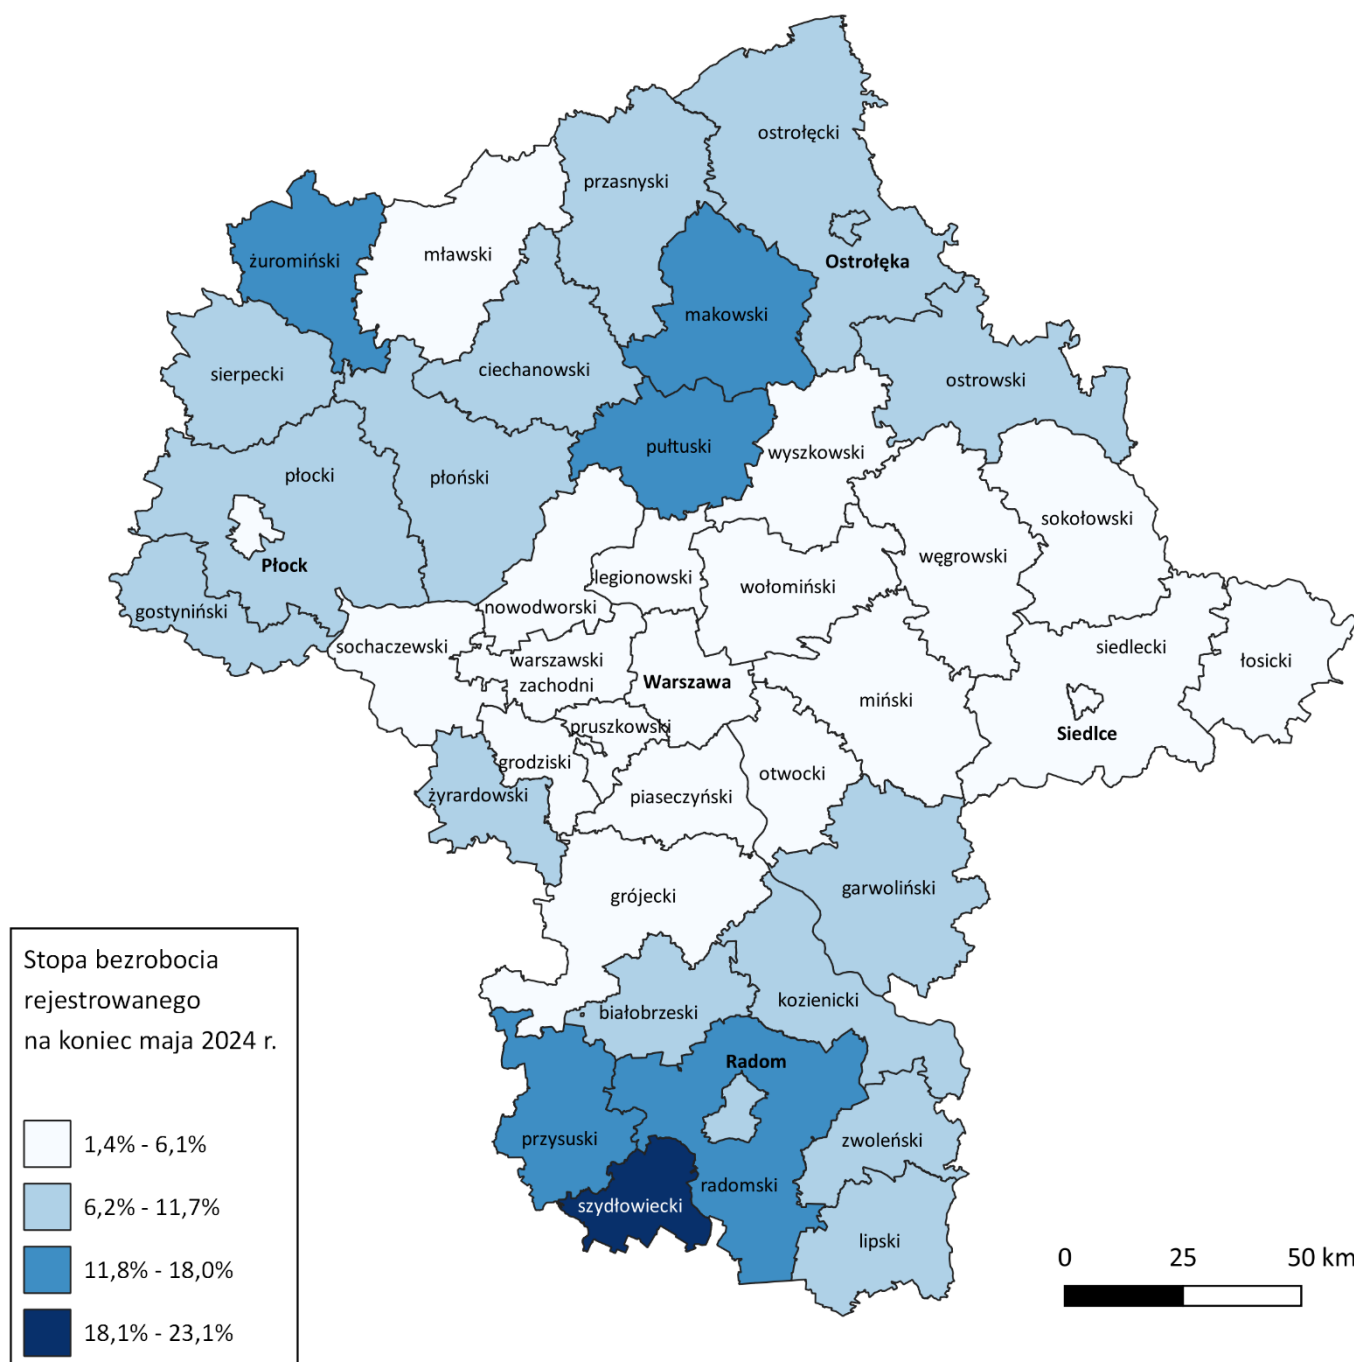 ostrołęcki
przasnyski
Ostrołęka
mławski
żuromiński
makowski
ciechanowski
sierpecki
ostrowski
pułtuski
wyszkowski
płocki
płoński
sokołowski
węgrowski
Płock
legionowski
wołomiński
gostyniński
nowodworski
sochaczewski
warszawski
zachodni
siedlecki
łosicki
Warszawa
miński
pruszkowski
Siedlce
grodziski
otwocki
żyrardowski
piaseczyński
garwoliński
grójecki
kozienicki
białobrzeski
Radom
przysuski
zwoleński
radomski
szydłowiecki
lipski
Stopa bezrobocia
rejestrowanego
na koniec maja 2024 r.
1,4% - 6,1%
6,2% - 11,7%
11,8% - 18,0%
18,1% - 23,1%
0 25 50 km